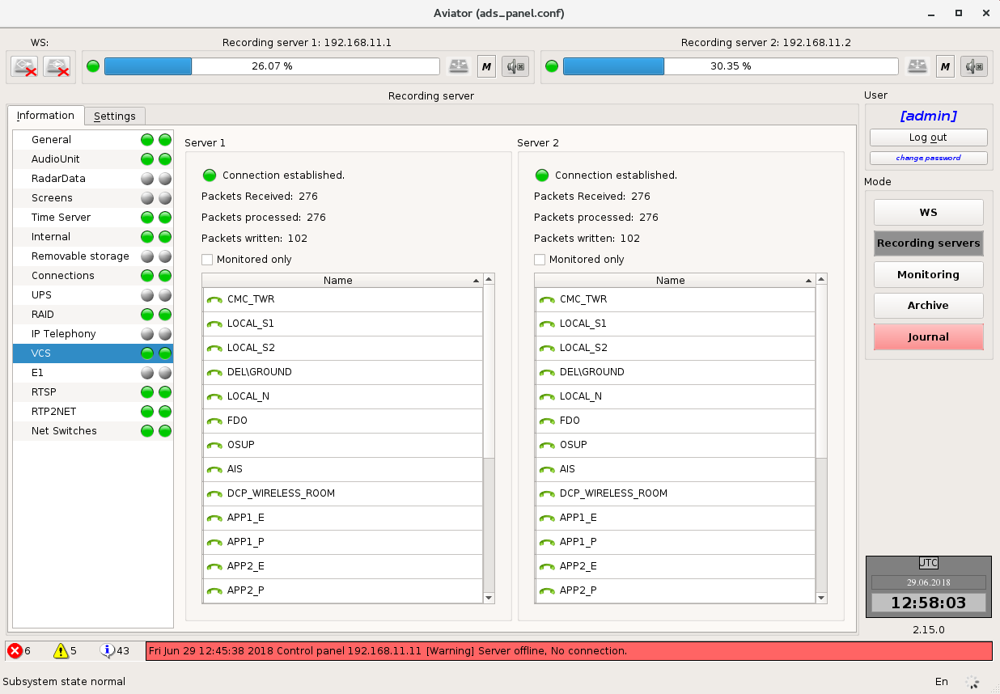 Aviator (ads_panel.conf)
WS:
Recording server 1: 192.168.11.1
Recording server 2: 192.168.11.2
26.07 %
M
30.35 %
M
Recording server
User
Information
Settings
[admin]
Log out
change password
Mode
WS
Recording servers
Monitoring
Archive
Journal
General
AudioUnit
RadarData
Screens
Time Server
Internal
Removable storage
Connections
UPS
RAID
IP Telephony
VCS
E1
RTSP
RTP2NET
Net Switches
Server 1
Connection established.
Packets Received: 276
Packets processed: 276
Packets written: 102
Monitored only
Name
CMC_TWR
LOCAL_S1
LOCAL_S2
DEL\GROUND
LOCAL_N
FDO
OSUP
AIS
DCP_WIRELESS_ROOM
APP1_E
APP1_P
APP2_E
APP2_P
Server 2
Connection established.
Packets Received: 276
Packets processed: 276
Packets written: 102
Monitored only
Name
CMC_TWR
LOCAL_S1
LOCAL_S2
DEL\GROUND
LOCAL_N
FDO
OSUP
AIS
DCP_WIRELESS_ROOM
APP1_E
APP1_P
APP2_E
APP2_P
UTC
29.06.2018
12:58:03
2.15.0
6
5
43
Fri Jun 29 12:45:38 2018 Control panel 192.168.11.11 [Warning] Server offline, No connection.
Subsystem state normal
En